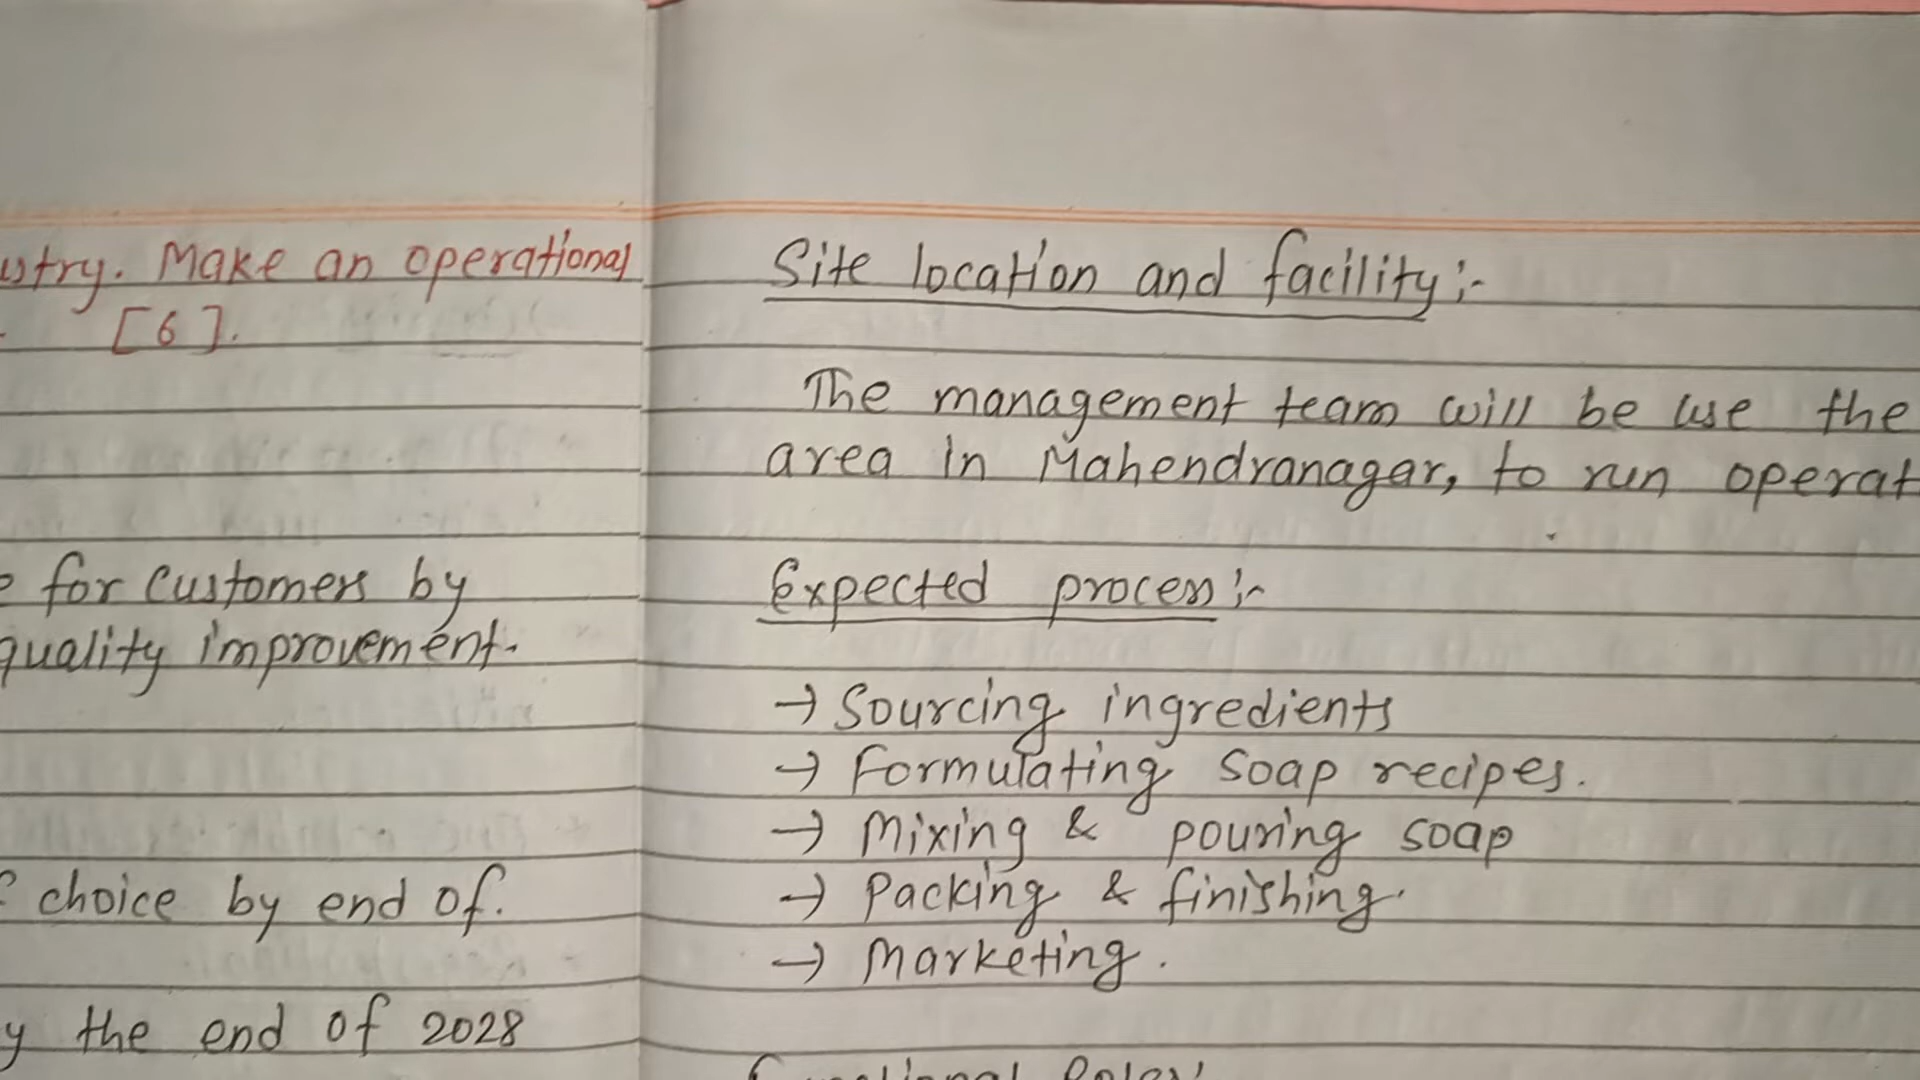 ustry. Make an operational
[6].
for customers by
quality improvement.
choice by end of.
y the end of 2028
Site location and facility :-
The management team will be use the
area in Mahendranagar, to run operat
Expected process :-
→ Sourcing ingredients
→ Formulating soap recipes.
→ Mixing & pouring soap
→ Packing & finishing.
→ Marketing.